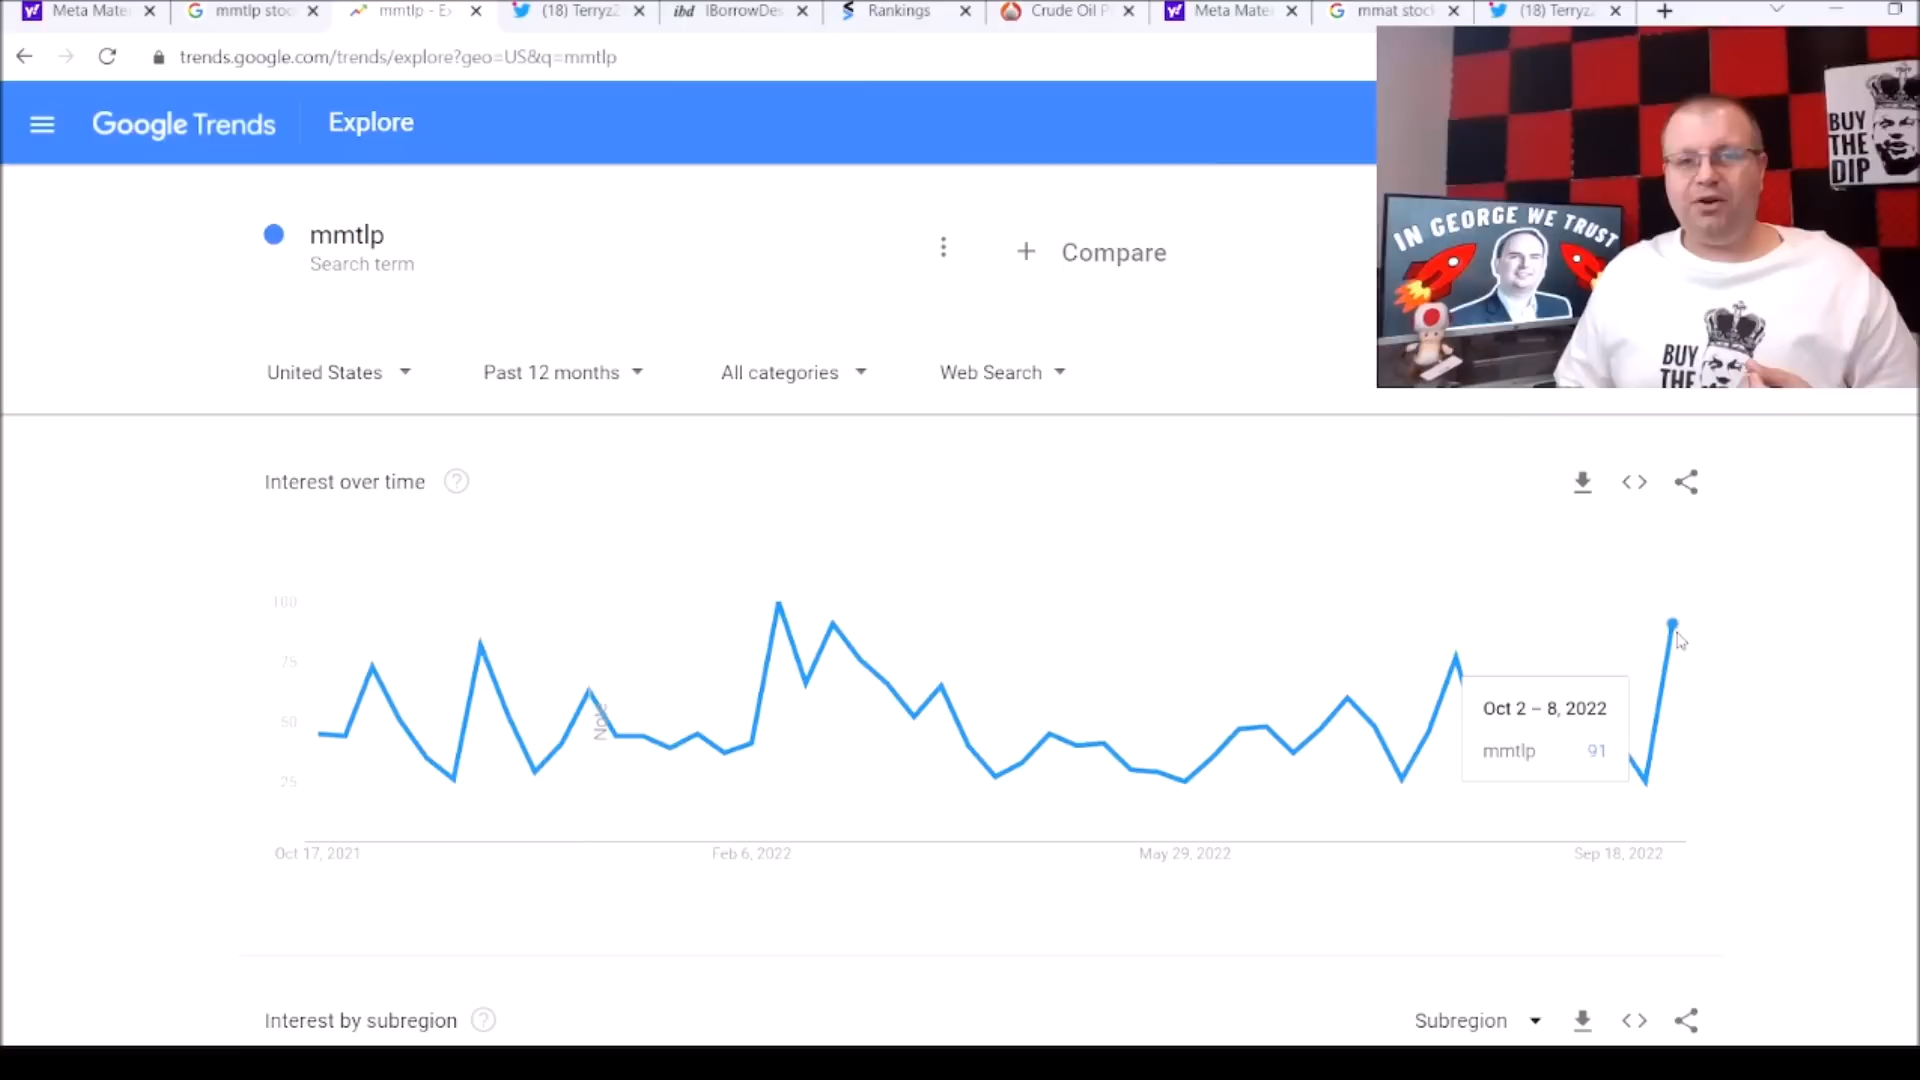 Meta Mate
mmtlp stoc
mmtlp - Ex
(18) TerryzZ
ibd IBorrowDes
Rankings
Crude Oil P
Meta Mate
mmat stoc
(18) Terryz
trends.google.com/trends/explore?geo=US&q=mmtlp
Google Trends
Explore
BUY
THE
DIP
IN GEORGE WE TRUST
BUY
THE
mmtlp
Search term
+ Compare
United States
Past 12 months
All categories
Web Search
Interest over time
100
75
50
25
Note
Oct 2 – 8, 2022
mmtlp 91
Oct 17, 2021
Feb 6, 2022
May 29, 2022
Sep 18, 2022
Interest by subregion
Subregion